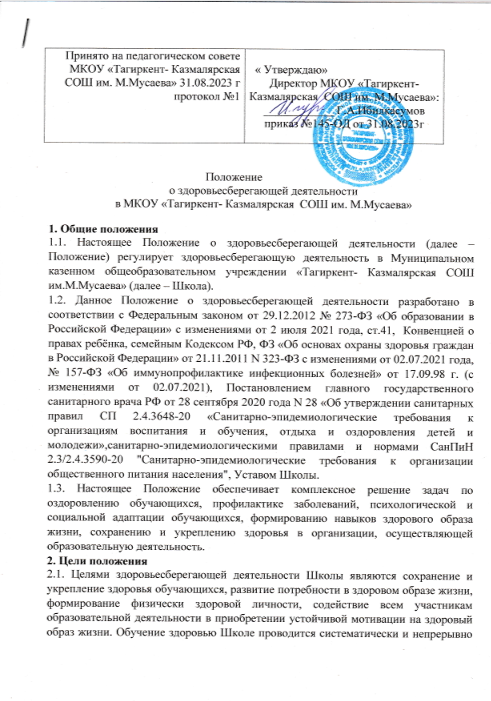 Принято на педагогическом совете
МКОУ «Тагиркент- Казмалярская
СОШ им. М.Мусаева» 31.08.2023 г
протокол №1
« Утверждаю»
Директор МКОУ «Тагиркент-
Казмалярская СОШ им. М.Мусаева»:
Г.А.Ибилкасумов
приказ №145-ОД от 31.08.2023г
Положение
о здоровьесберегающей деятельности
в МКОУ «Тагиркент- Казмалярская СОШ им. М.Мусаева»
1. Общие положения
1.1. Настоящее Положение о здоровьесберегающей деятельности (далее –
Положение) регулирует здоровьесберегающую деятельность в Муниципальном
казенном общеобразовательном учреждении «Тагиркент- Казмалярская СОШ
им.М.Мусаева» (далее – Школа).
1.2. Данное Положение о здоровьесберегающей деятельности разработано в
соответствии с Федеральным законом от 29.12.2012 № 273-ФЗ «Об образовании в
Российской Федерации» с изменениями от 2 июля 2021 года, ст.41, Конвенцией о
правах ребёнка, семейным Кодексом РФ, ФЗ «Об основах охраны здоровья граждан
в Российской Федерации» от 21.11.2011 N 323-ФЗ с изменениями от 02.07.2021 года,
№ 157-ФЗ «Об иммунопрофилактике инфекционных болезней» от 17.09.98 г. (с
изменениями от 02.07.2021), Постановлением главного государственного
санитарного врача РФ от 28 сентября 2020 года N 28 «Об утверждении санитарных
правил СП 2.4.3648-20 «Санитарно-эпидемиологические требования к
организациям воспитания и обучения, отдыха и оздоровления детей и
молодежи»,санитарно-эпидемиологическими правилами и нормами СанПиН
2.3/2.4.3590-20 "Санитарно-эпидемиологические требования к организации
общественного питания населения", Уставом Школы.
1.3. Настоящее Положение обеспечивает комплексное решение задач по
оздоровлению обучающихся, профилактике заболеваний, психологической и
социальной адаптации обучающихся, формированию навыков здорового образа
жизни, сохранению и укреплению здоровья в организации, осуществляющей
образовательную деятельность.
2. Цели положения
2.1. Целями здоровьесберегающей деятельности Школы являются сохранение и
укрепление здоровья обучающихся, развитие потребности в здоровом образе жизни,
формирование физически здоровой личности, содействие всем участникам
образовательной деятельности в приобретении устойчивой мотивации на здоровый
образ жизни. Обучение здоровью Школе проводится систематически и непрерывно